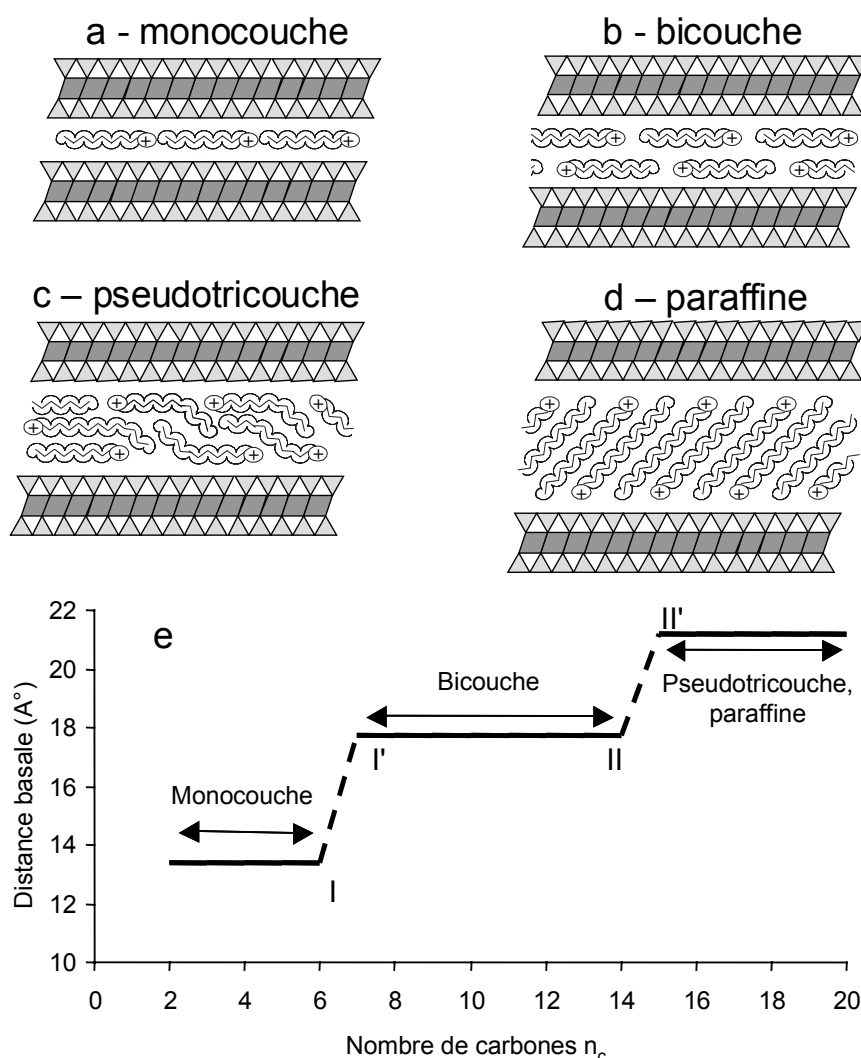 a - monocouche
b - bicouche
c – pseudotricouche
d – paraffine
e
22
20
18
16
14
12
10
Distance basale (A°)
Monocouche
I
Bicouche
I'
II
II'
Pseudotricouche,
paraffine
0 2 4 6 8 10 12 14 16 18 20
Nombre de carbones n_c